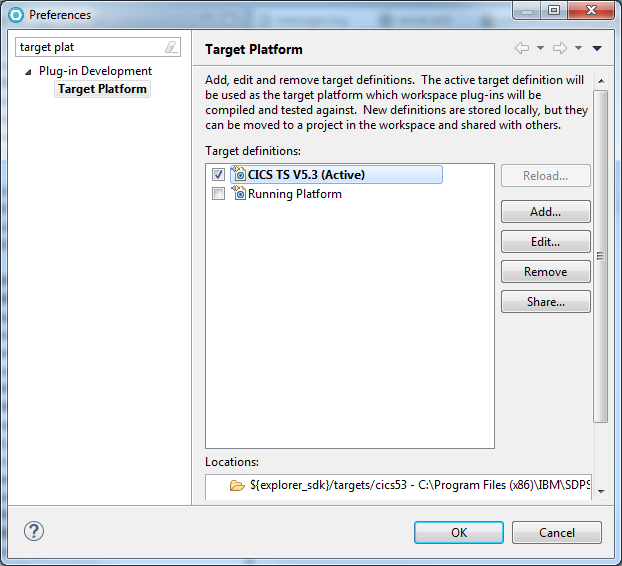 Preferences
target plat
Plug-in Development
Target Platform
Target Platform
Add, edit and remove target definitions. The active target definition will
be used as the target platform which workspace plug-ins will be
compiled and tested against. New definitions are stored locally, but they
can be moved to a project in the workspace and shared with others.
Target definitions:
CICS TS V5.3 (Active)
Running Platform
Reload...
Add...
Edit...
Remove
Share...
Locations:
${explorer_sdk}/targets/cics53 - C:\Program Files (x86)\IBM\SDPS
?
OK
Cancel